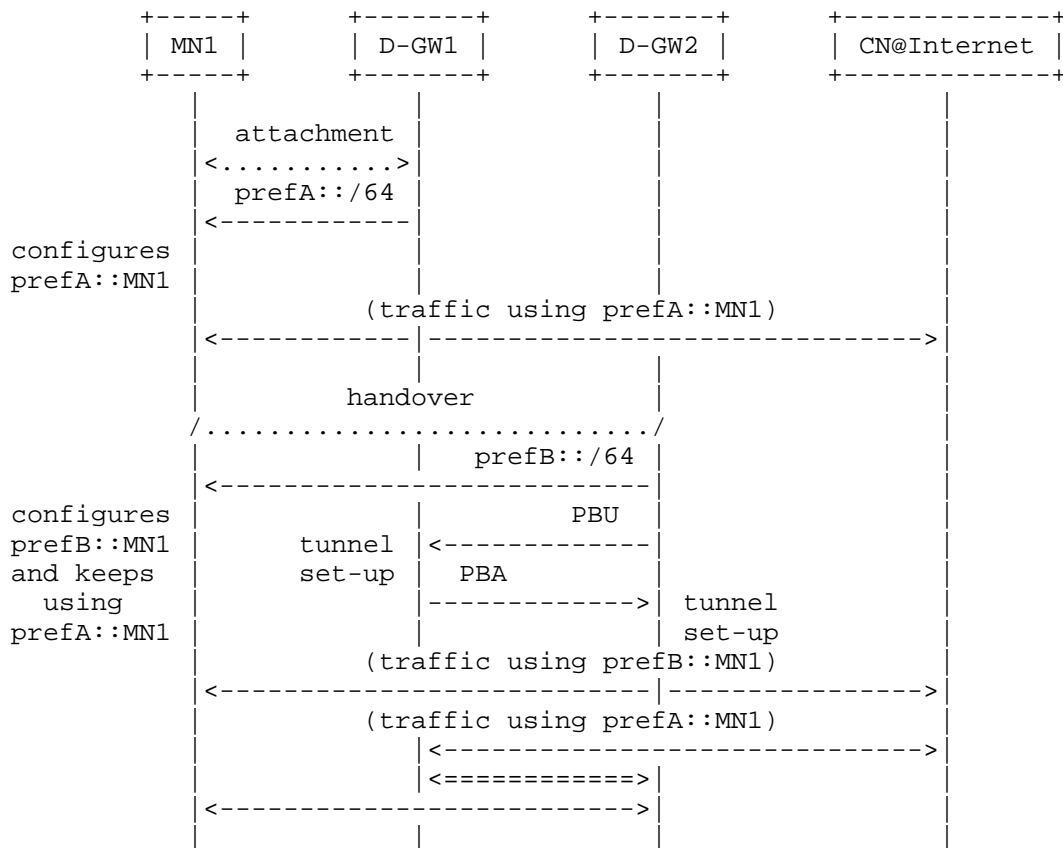 MN1 D-GW1 D-GW2 CN@Internet
attachment
prefA::/64
configures
prefA::MN1
(traffic using prefA::MN1)
handover
prefB::/64
configures PBU
prefB::MN1 tunnel
and keeps set-up PBA
using tunnel
prefA::MN1 set-up
(traffic using prefB::MN1)
(traffic using prefA::MN1)